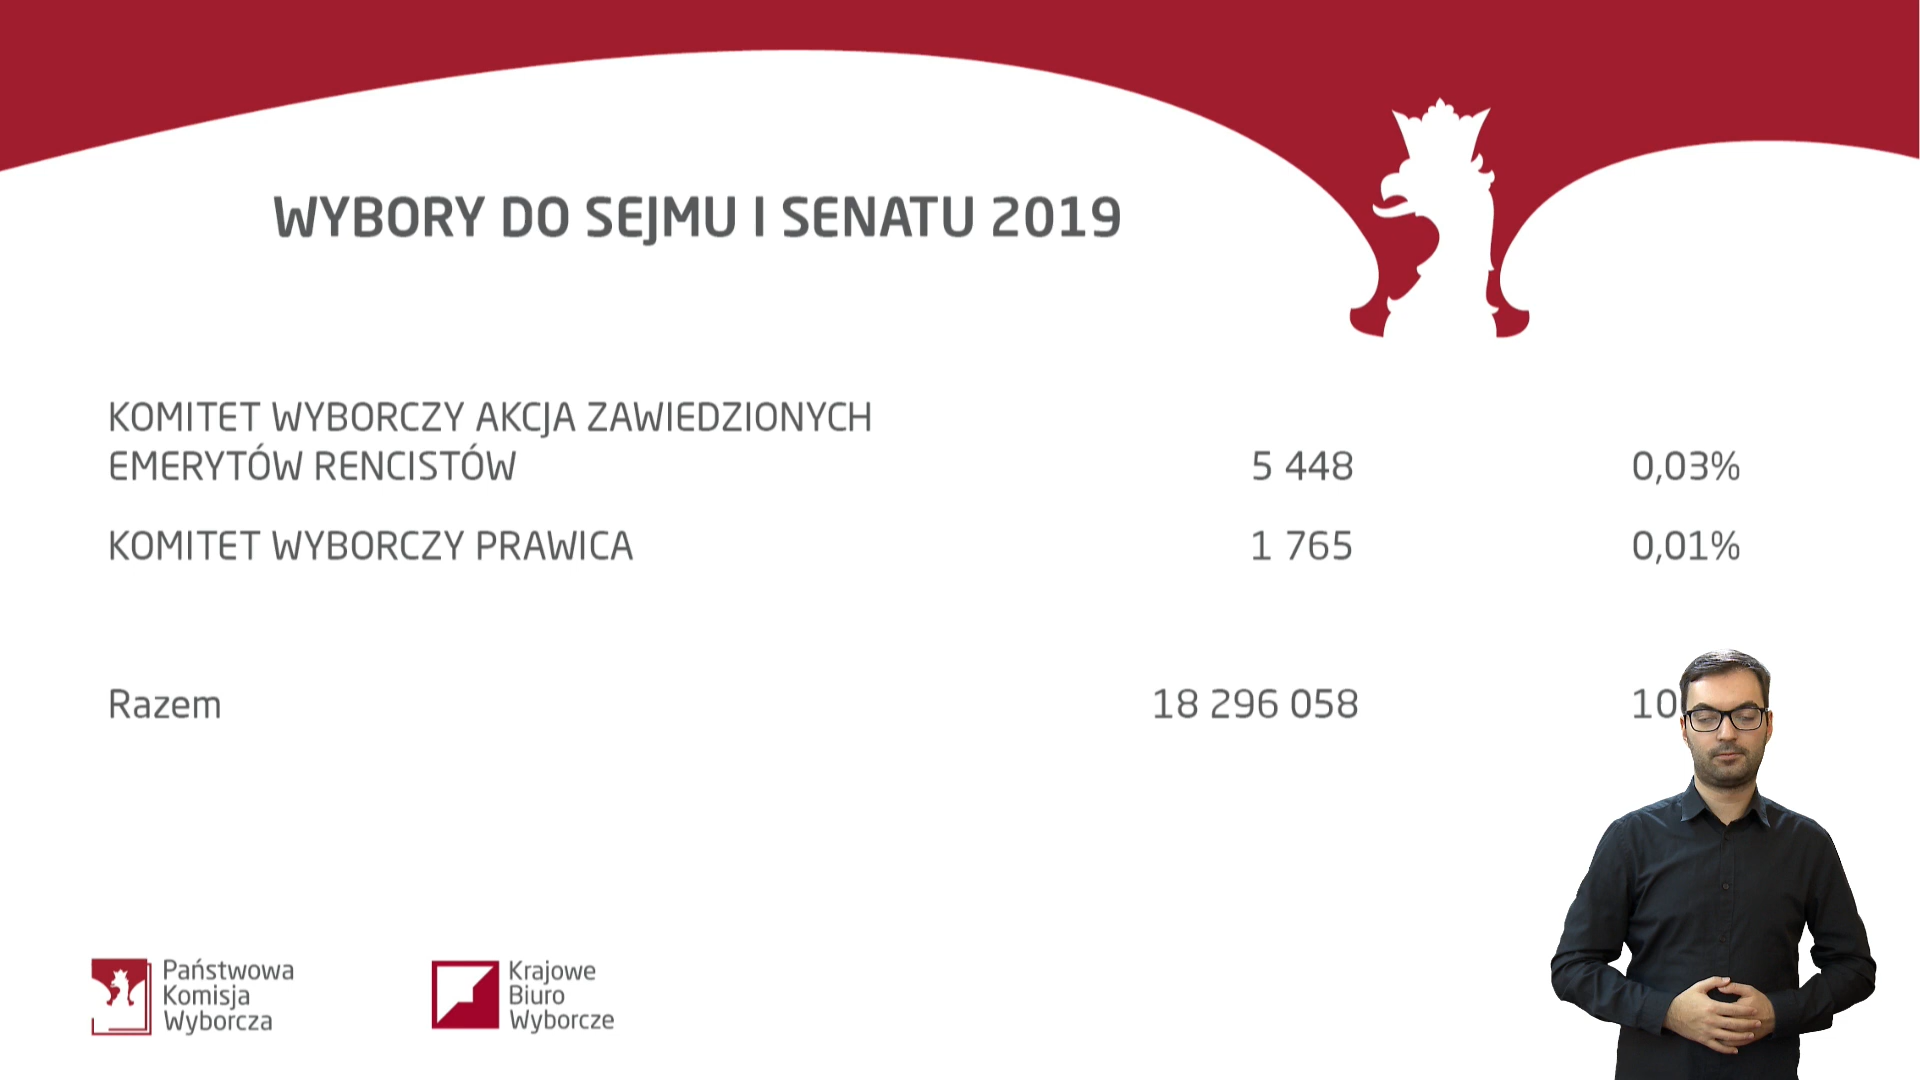 WYBORY DO SEJMU I SENATU 2019
KOMITET WYBORCZY AKCJA ZAWIEDZIONYCH
EMERYTÓW RENCISTÓW 5 448 0,03%
KOMITET WYBORCZY PRAWICA 1 765 0,01%
Razem 18 296 058
Państwowa
Komisja
Wyborcza
Krajowe
Biuro
Wyborcze